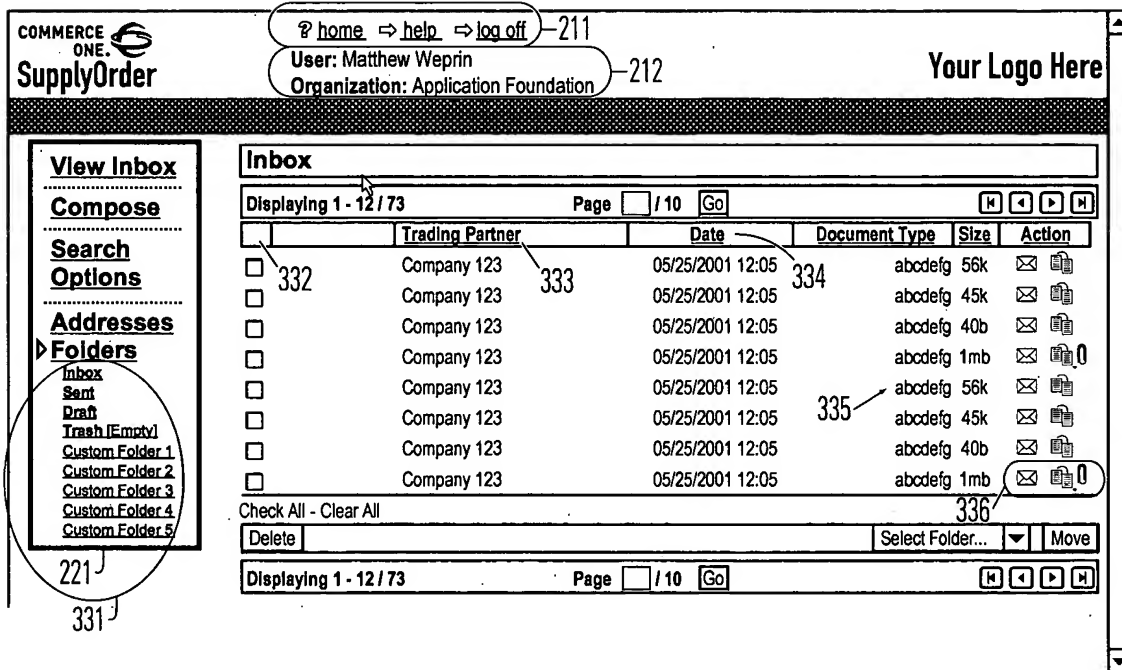 COMMERCE ONE.
SupplyOrder
? home ⇨ help ⇨ log off 211
User: Matthew Weprin
Organization: Application Foundation 212
Your Logo Here
View Inbox
Compose
Search Options
Addresses
Folders
Inbox
Sent
Draft
Trash [Empty]
Custom Folder 1
Custom Folder 2
Custom Folder 3
Custom Folder 4
Custom Folder 5
221
331
Inbox
Displaying 1 - 12 / 73 Page / 10 Go
Trading Partner Date Document Type Size Action
332 333 334
Company 123 05/25/2001 12:05 abcdefg 56k
Company 123 05/25/2001 12:05 abcdefg 45k
Company 123 05/25/2001 12:05 abcdefg 40b
Company 123 05/25/2001 12:05 abcdefg 1mb
Company 123 05/25/2001 12:05 abcdefg 56k
335
Company 123 05/25/2001 12:05 abcdefg 45k
Company 123 05/25/2001 12:05 abcdefg 40b
Company 123 05/25/2001 12:05 abcdefg 1mb
336
Check All - Clear All
Delete Select Folder... Move
Displaying 1 - 12 / 73 Page / 10 Go